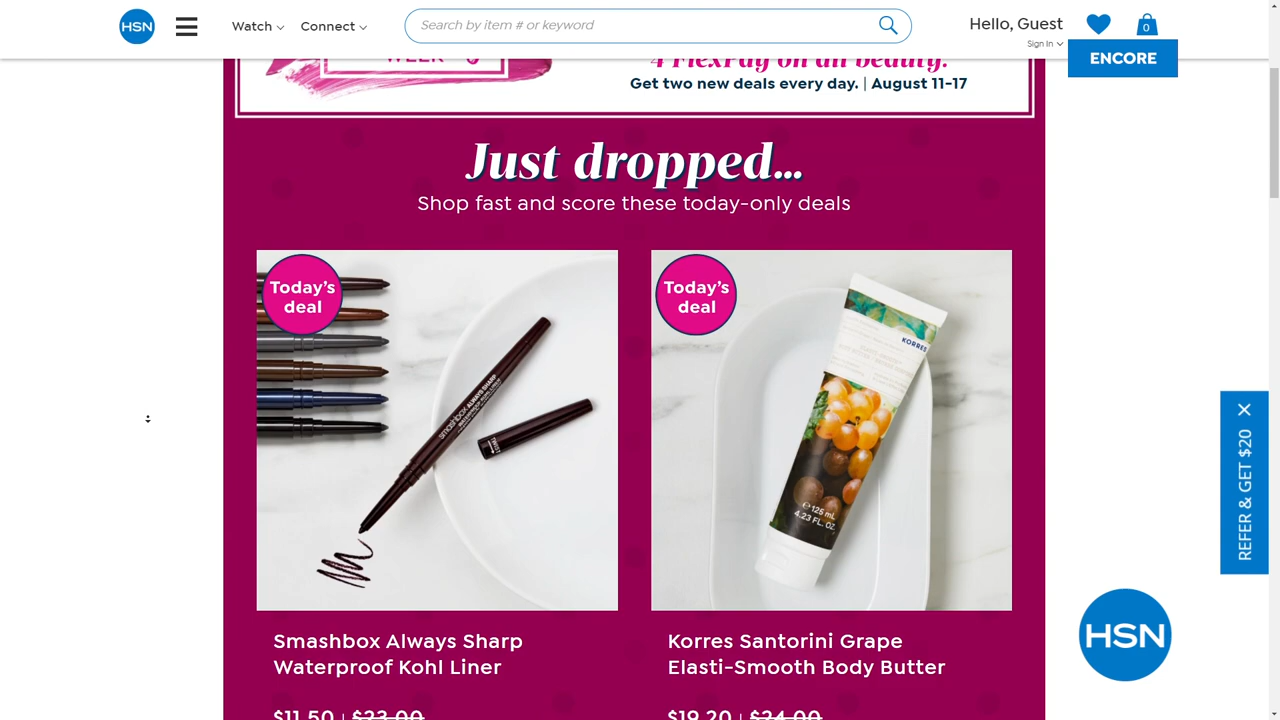 HSN
Watch
Connect
Search by item # or keyword
Hello, Guest
Sign In
0
ENCORE
WEEK
4 FlexPay on all beauty.
Get two new deals every day. | August 11-17
Just dropped...
Shop fast and score these today-only deals
Today's
deal
smashbox ALWAYS SHARP
Today's
deal
KORRES
℮125 mL
4.23 FL. OZ.
REFER & GET $20
Smashbox Always Sharp
Waterproof Kohl Liner
Korres Santorini Grape
Elasti-Smooth Body Butter
HSN
$11.50 | $23.00
$19.20 | $24.00